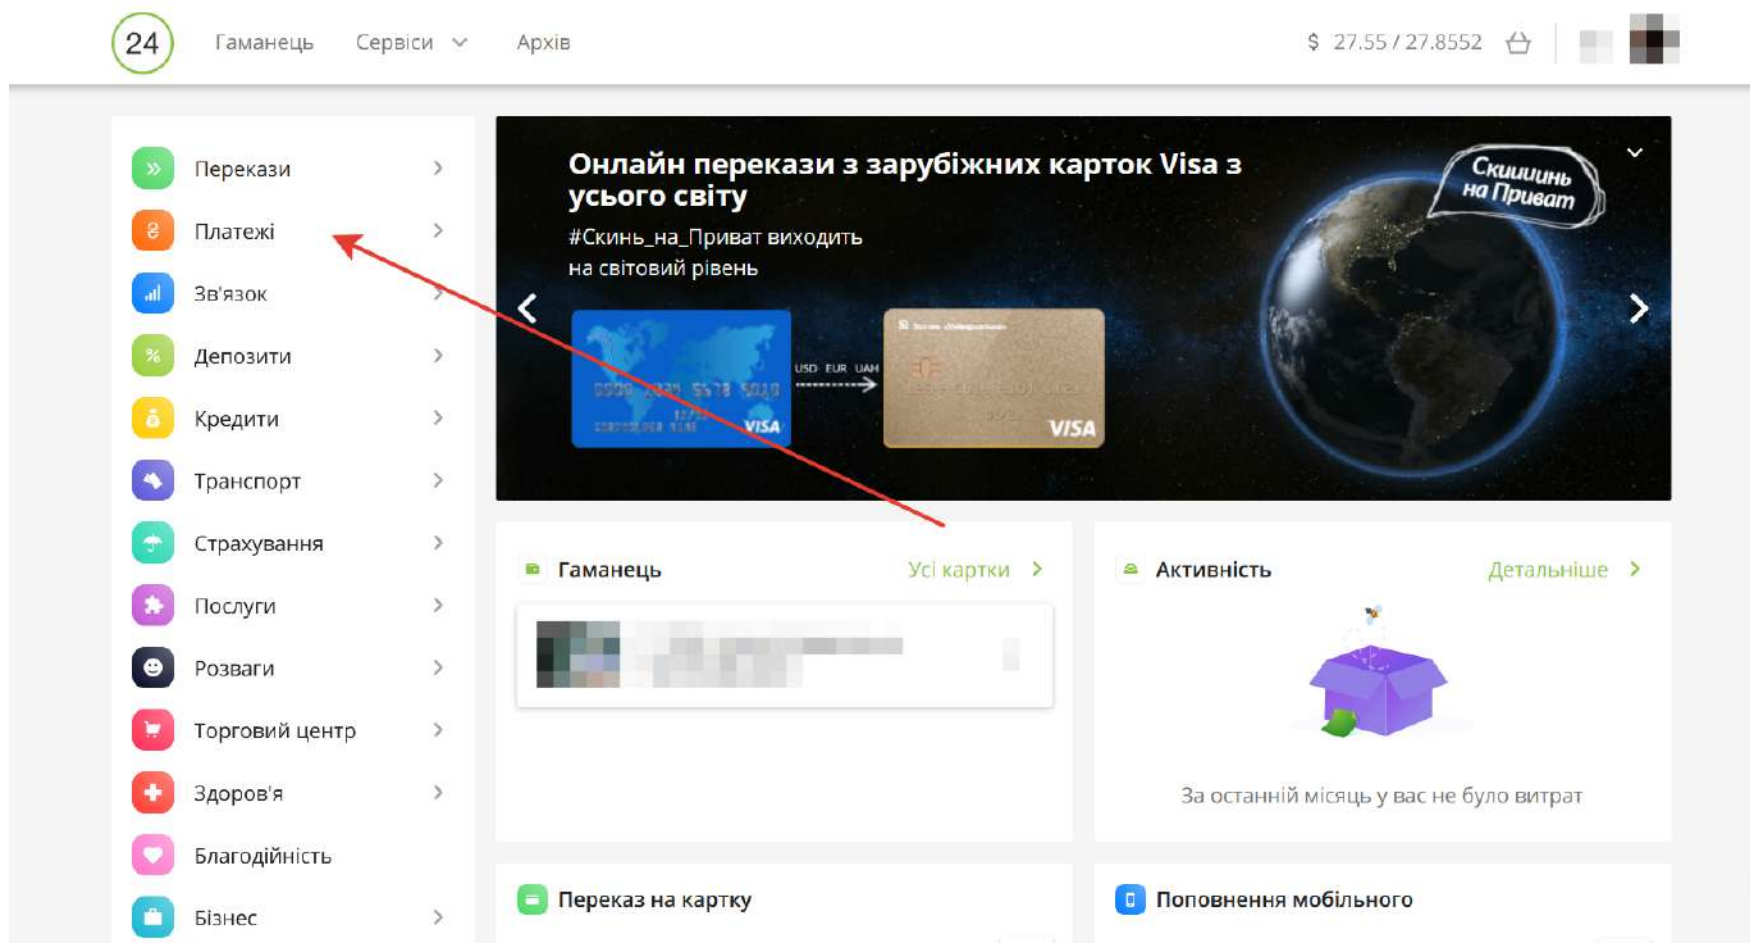 24
Гаманець
Сервіси
Архів
$ 27.55 / 27.8552
Перекази
Платежі
Зв'язок
Депозити
Кредити
Транспорт
Страхування
Послуги
Розваги
Торговий центр
Здоров'я
Благодійність
Бізнес
Онлайн перекази з зарубіжних карток Visa з
усього світу
#Скинь_на_Приват виходить
на світовий рівень
Скиииинь
на Приват
USD EUR UAH
VISA
VISA
Гаманець
Усі картки
Активність
Детальніше
За останній місяць у вас не було витрат
Переказ на картку
Поповнення мобільного